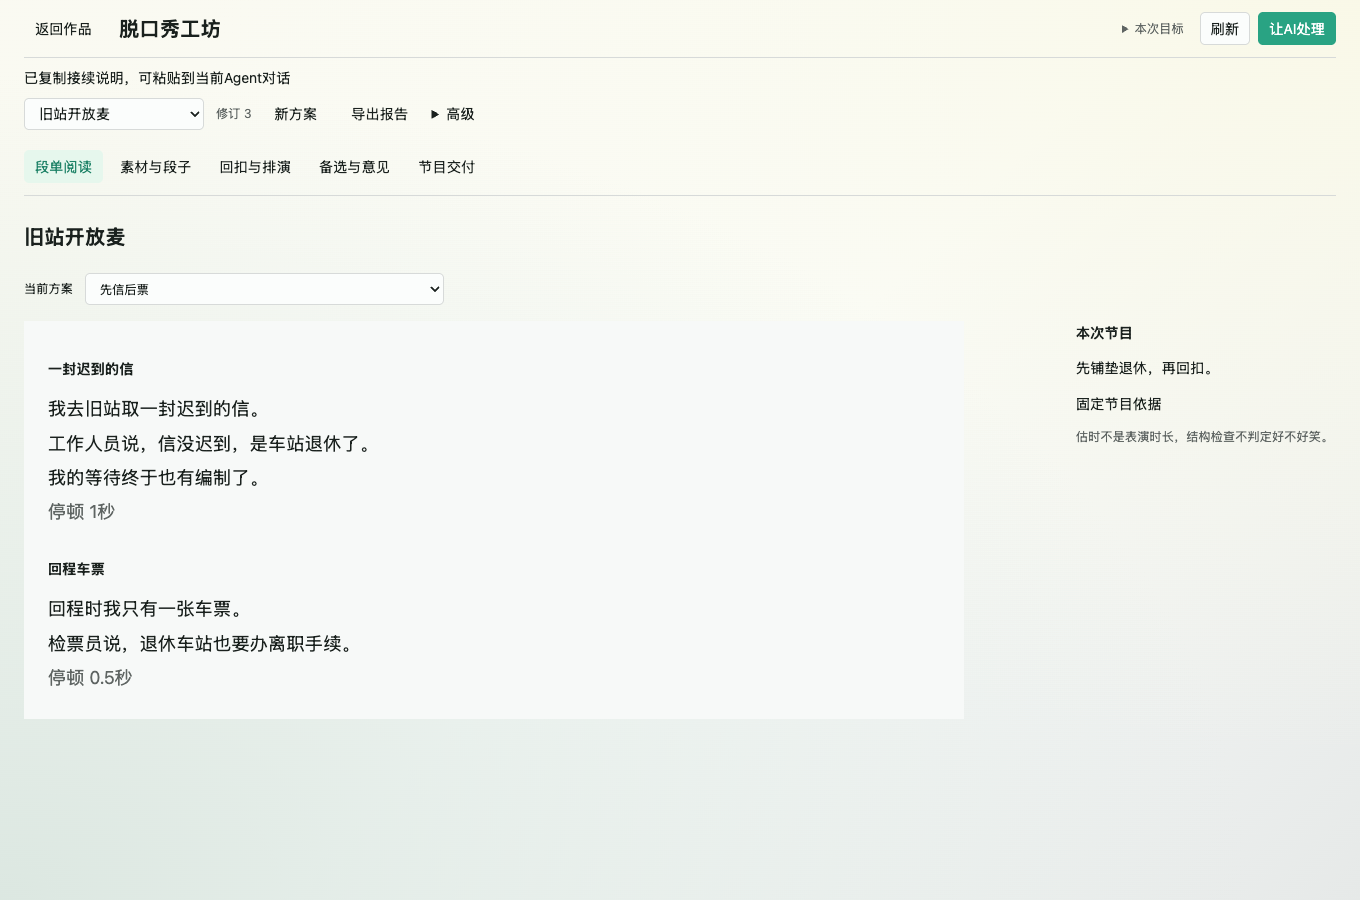 返回作品 脱口秀工坊 ▶ 本次目标 刷新 让AI处理
已复制接续说明，可粘贴到当前Agent对话
旧站开放麦 修订 3 新方案 导出报告 ▶ 高级
段单阅读 素材与段子 回扣与排演 备选与意见 节目交付
旧站开放麦
当前方案 先信后票
一封迟到的信
我去旧站取一封迟到的信。
工作人员说，信没迟到，是车站退休了。
我的等待终于也有编制了。
停顿 1秒
回程车票
回程时我只有一张车票。
检票员说，退休车站也要办离职手续。
停顿 0.5秒
本次节目
先铺垫退休，再回扣。
固定节目依据
估时不是表演时长，结构检查不判定好不好笑。